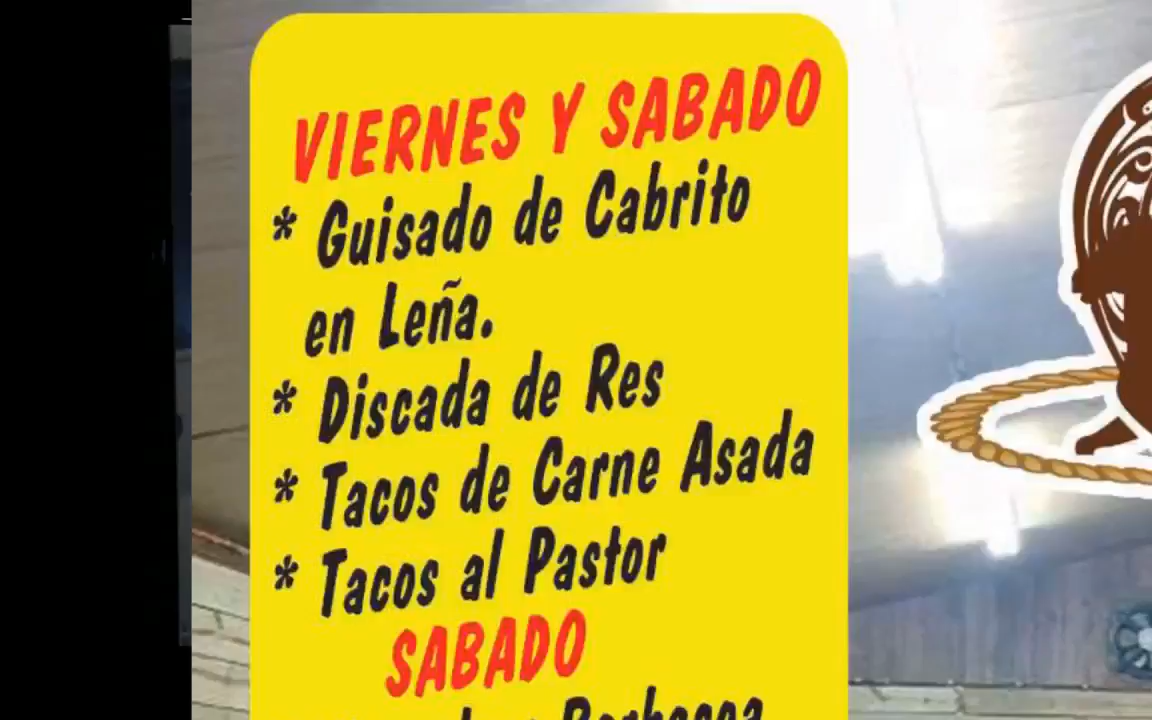 VIERNES Y SABADO
* Guisado de Cabrito
en Leña.
* Discada de Res
* Tacos de Carne Asada
* Tacos al Pastor
SABADO